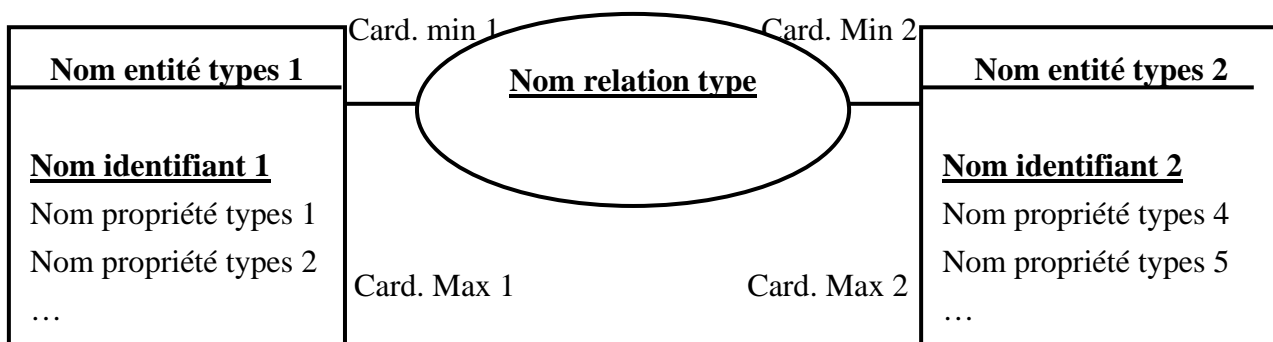 Card. min 1
Card. Min 2
Nom entité types 1
Nom relation type
Nom entité types 2
Nom identifiant 1
Nom propriété types 1
Nom propriété types 2
…
Card. Max 1
Card. Max 2
Nom identifiant 2
Nom propriété types 4
Nom propriété types 5
…